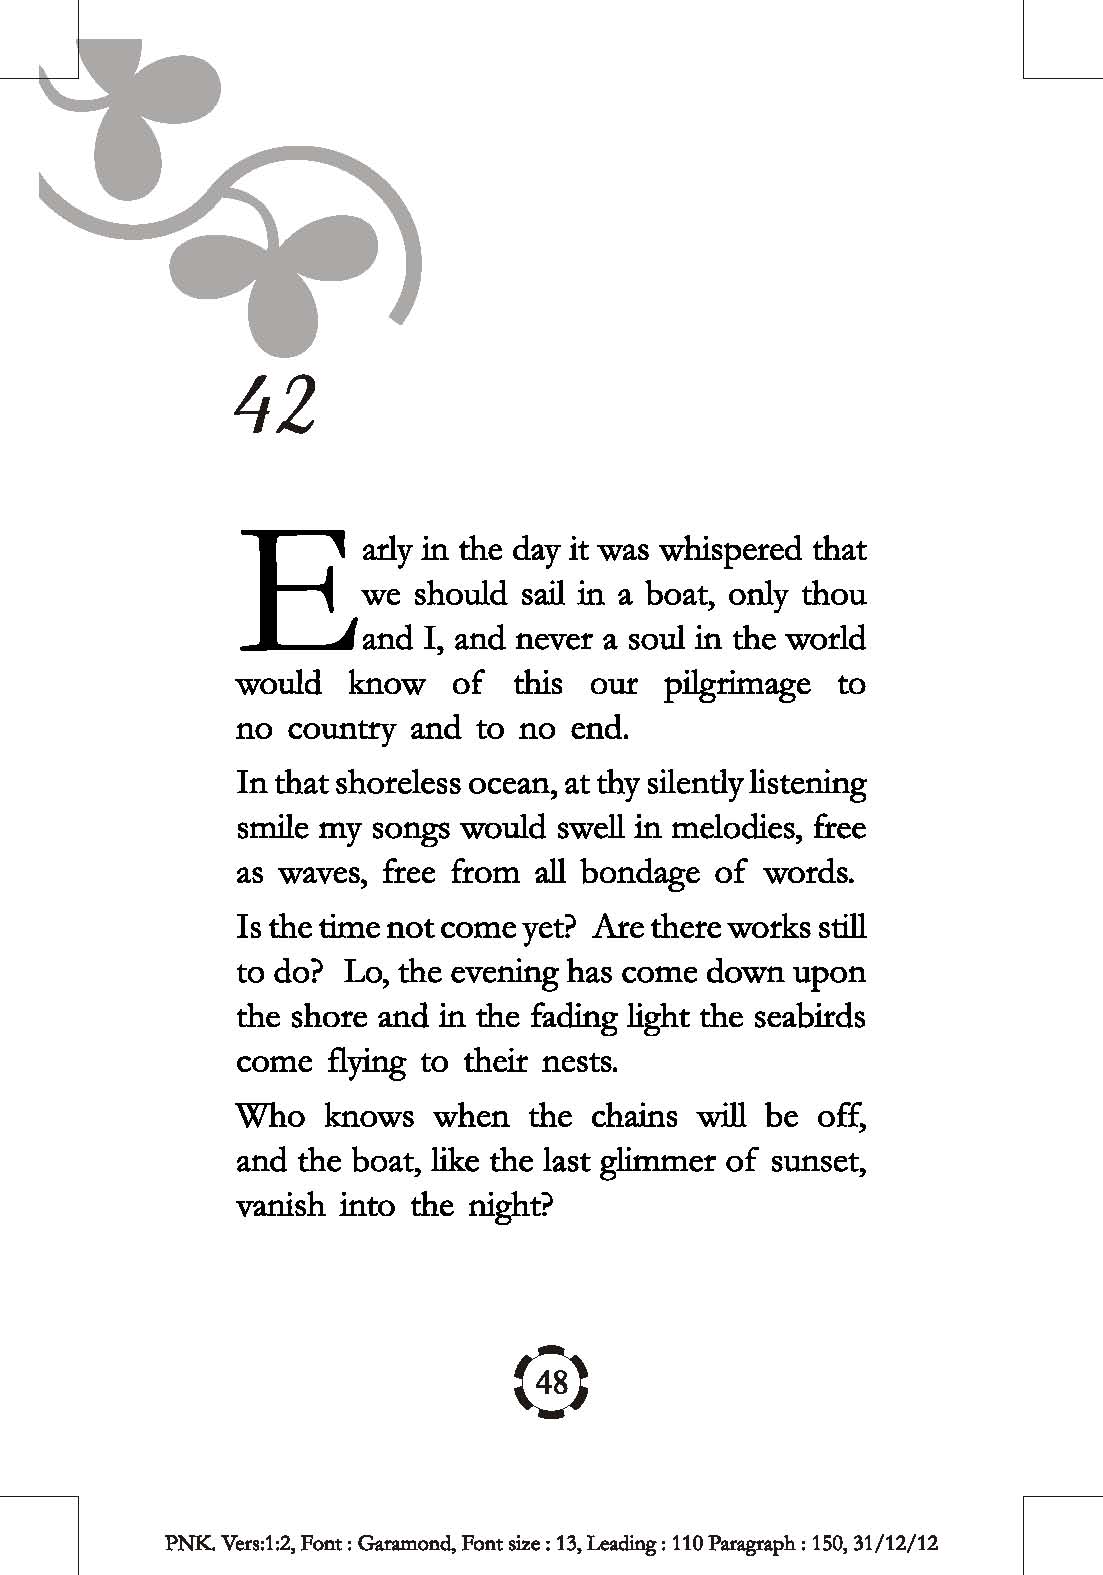 42
Early in the day it was whispered that
we should sail in a boat, only thou
and I, and never a soul in the world
would know of this our pilgrimage to
no country and to no end.
In that shoreless ocean, at thy silently listening
smile my songs would swell in melodies, free
as waves, free from all bondage of words.
Is the time not come yet? Are there works still
to do? Lo, the evening has come down upon
the shore and in the fading light the seabirds
come flying to their nests.
Who knows when the chains will be off,
and the boat, like the last glimmer of sunset,
vanish into the night?
48
PNK. Vers:1:2, Font : Garamond, Font size : 13, Leading : 110 Paragraph : 150, 31/12/12